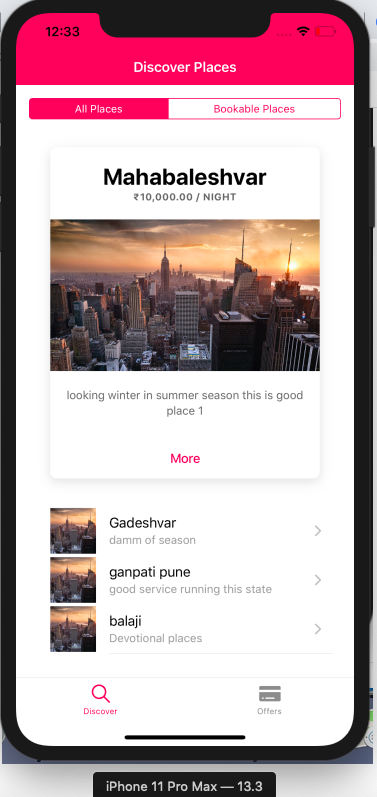 12:33
Discover Places
All Places
Bookable Places
Mahabaleshvar
₹10,000.00 / NIGHT
looking winter in summer season this is good
place 1
More
Gadeshvar
damm of season
ganpati pune
good service running this state
balaji
Devotional places
Discover
Offers
iPhone 11 Pro Max — 13.3